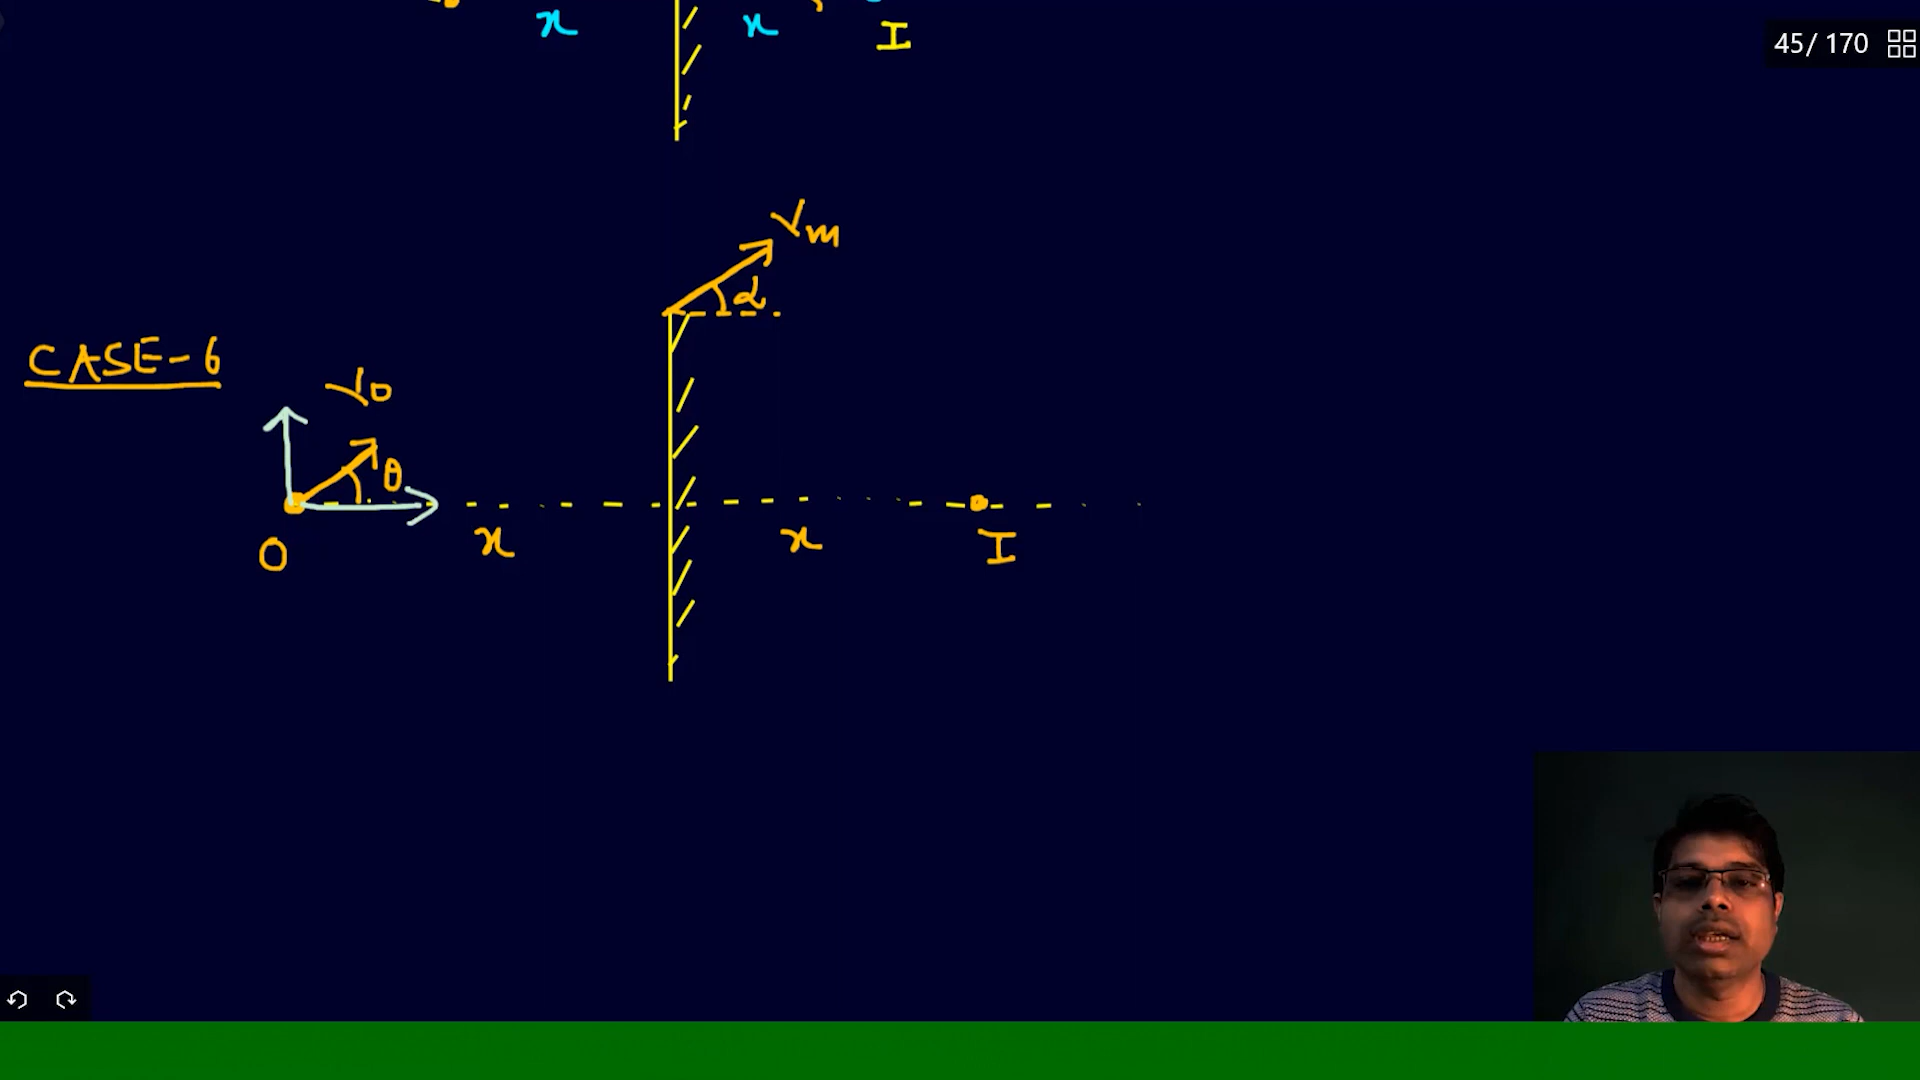 x x I
45/ 170
Vm
α
CASE-6
Vo
θ
x x
O I